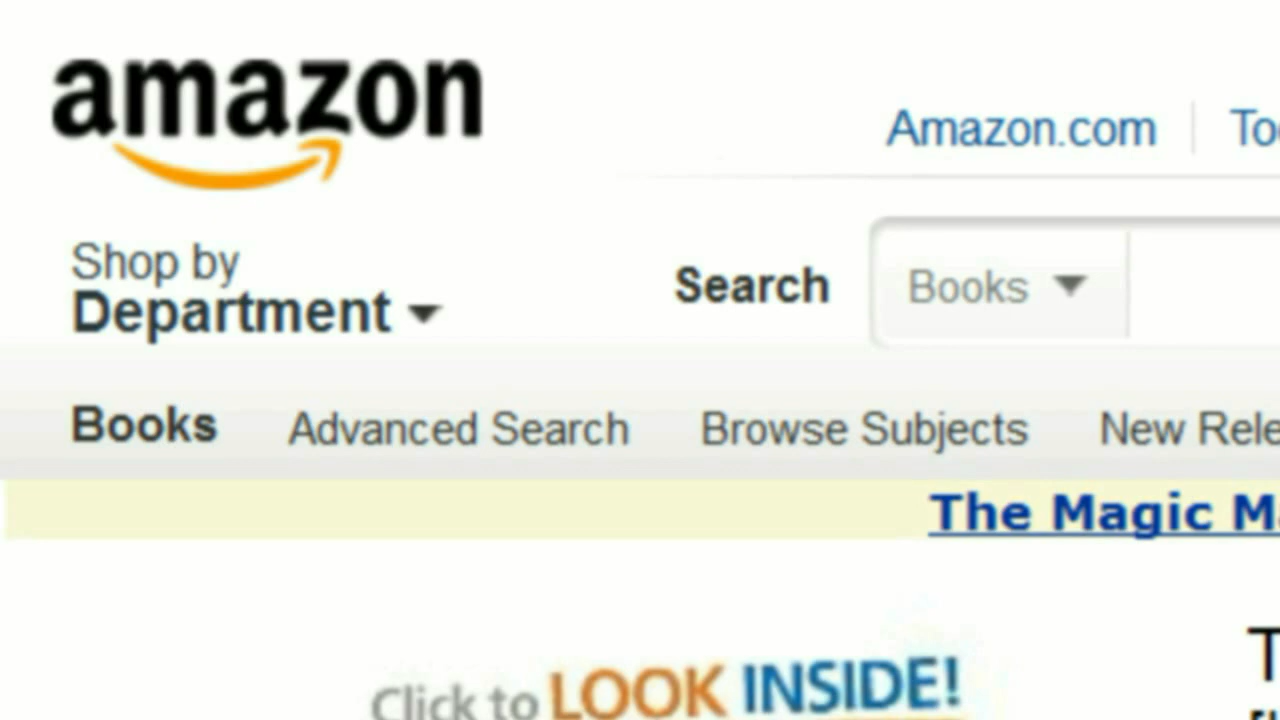 amazon
Amazon.com
Shop by
Department
Search Books
Books Advanced Search Browse Subjects New
The Magic
Click to LOOK INSIDE!